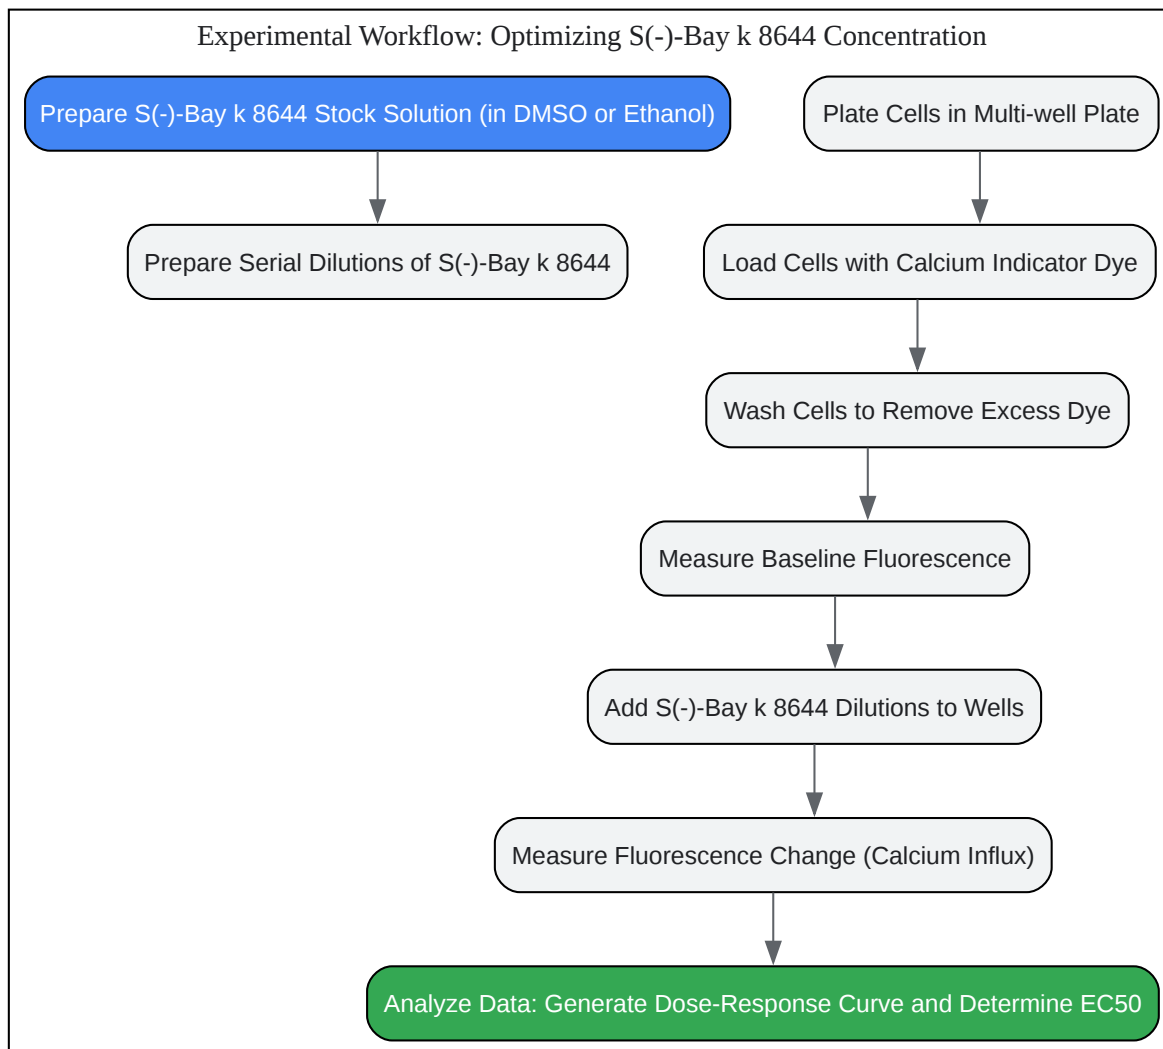 Experimental Workflow: Optimizing S(-)-Bay k 8644 Concentration
Prepare S(-)-Bay k 8644 Stock Solution (in DMSO or Ethanol)
Plate Cells in Multi-well Plate
Prepare Serial Dilutions of S(-)-Bay k 8644
Load Cells with Calcium Indicator Dye
Wash Cells to Remove Excess Dye
Measure Baseline Fluorescence
Add S(-)-Bay k 8644 Dilutions to Wells
Measure Fluorescence Change (Calcium Influx)
Analyze Data: Generate Dose-Response Curve and Determine EC50